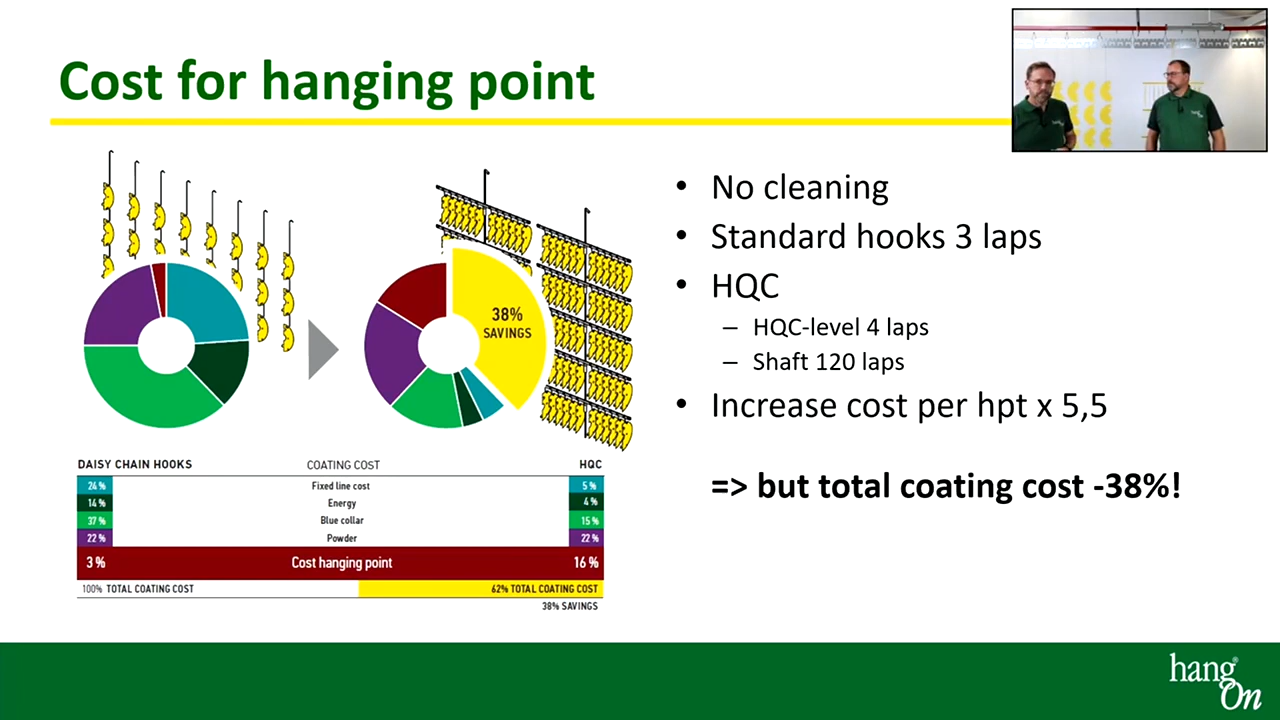 Cost for hanging point
• No cleaning
• Standard hooks 3 laps
• HQC
– HQC-level 4 laps
– Shaft 120 laps
• Increase cost per hpt x 5,5
=> but total coating cost -38%!
38%
SAVINGS
DAISY CHAIN HOOKS COATING COST HQC
24 % Fixed line cost 5 %
14 % Energy 4 %
37 % Blue collar 15 %
22 % Powder 22 %
3 % Cost hanging point 16 %
100% TOTAL COATING COST 62% TOTAL COATING COST
38% SAVINGS
hang®
On